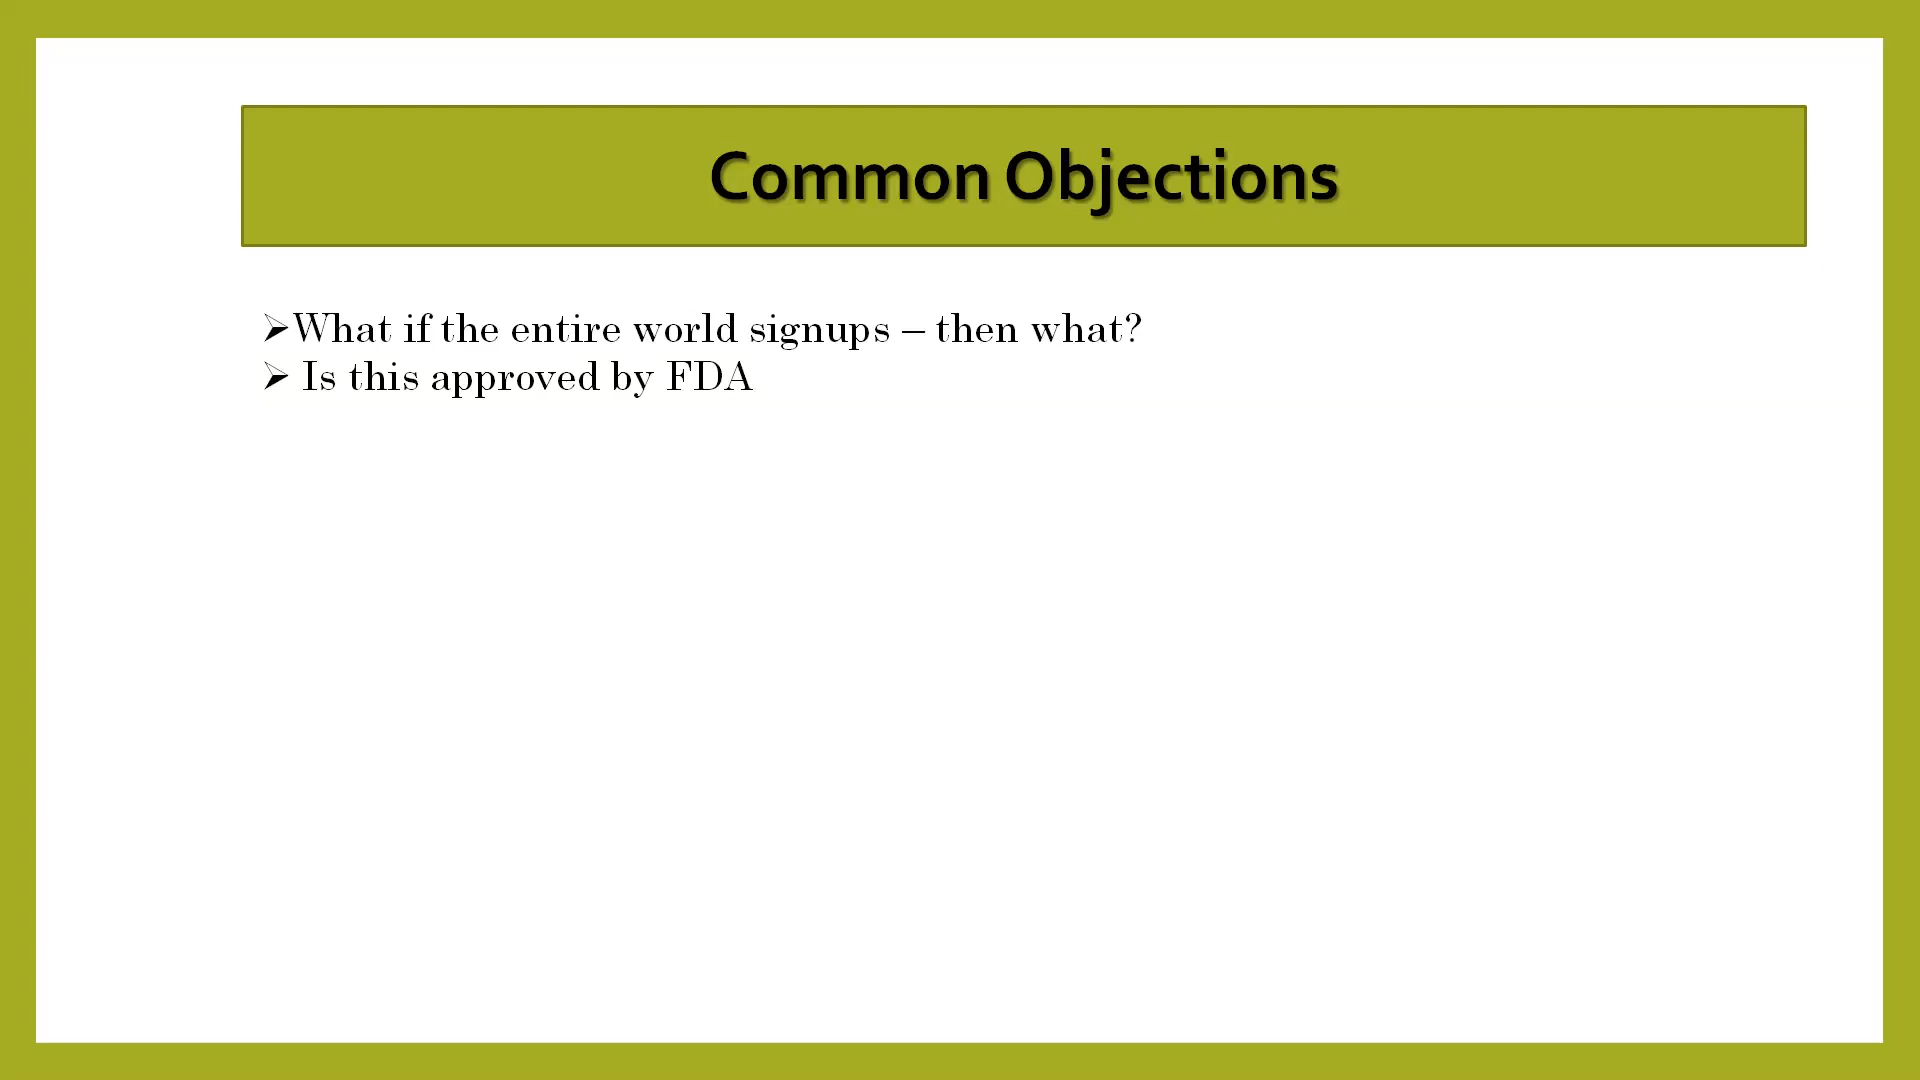 Common Objections
➢What if the entire world signups – then what?
➢ Is this approved by FDA